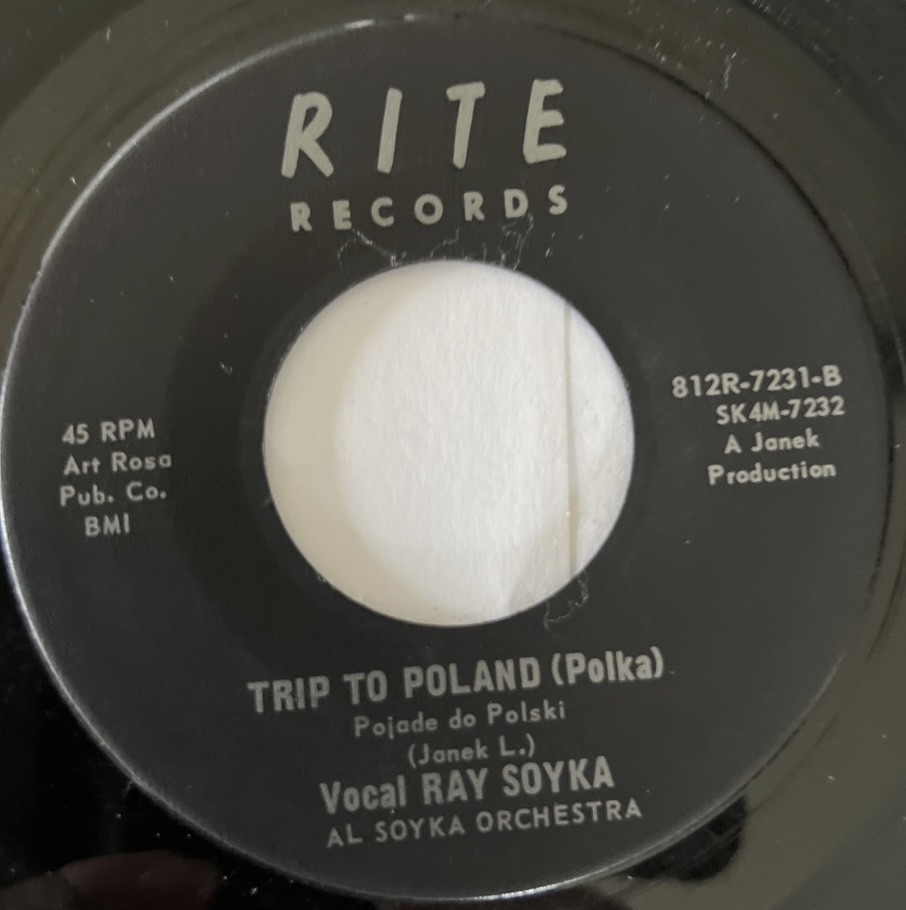 RITE
RECORDS
45 RPM
Art Rosa
Pub. Co.
BMI
812R-7231-B
SK4M-7232
A Janek
Production
TRIP TO POLAND (Polka)
Pojade do Polski
(Janek L.)
Vocal RAY SOYKA
AL SOYKA ORCHESTRA